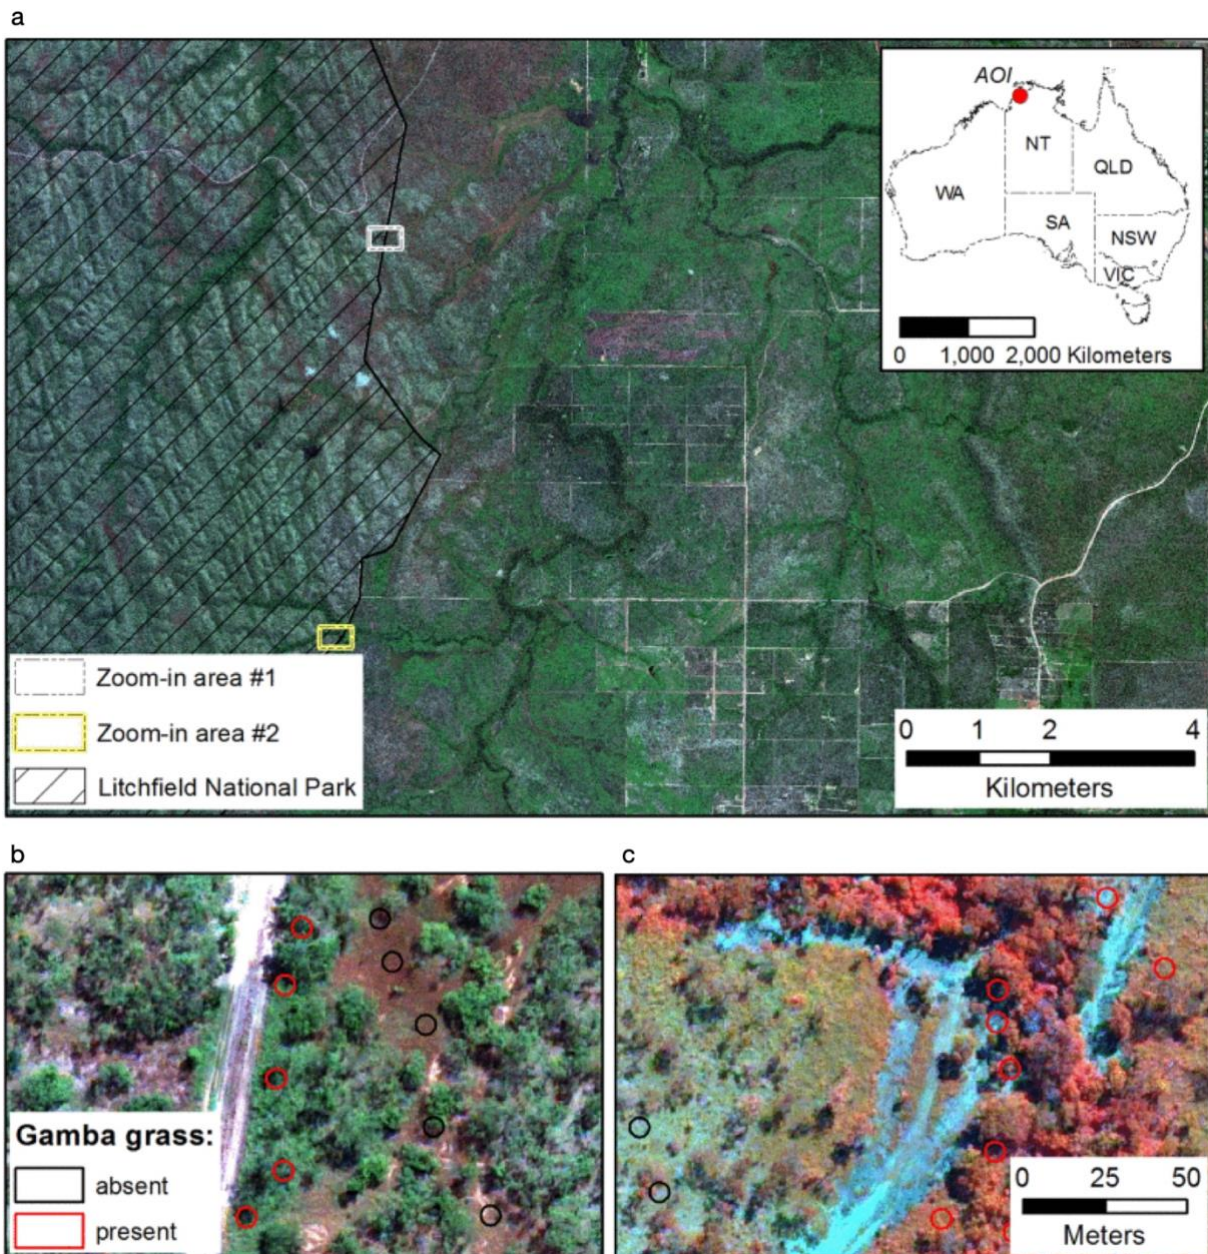 a
AOI
NT
QLD
WA
SA
NSW
VIC
0 1,000 2,000 Kilometers
Zoom-in area #1
Zoom-in area #2
Litchfield National Park
0 1 2 4
Kilometers
b
c
Gamba grass:
absent
present
0 25 50
Meters